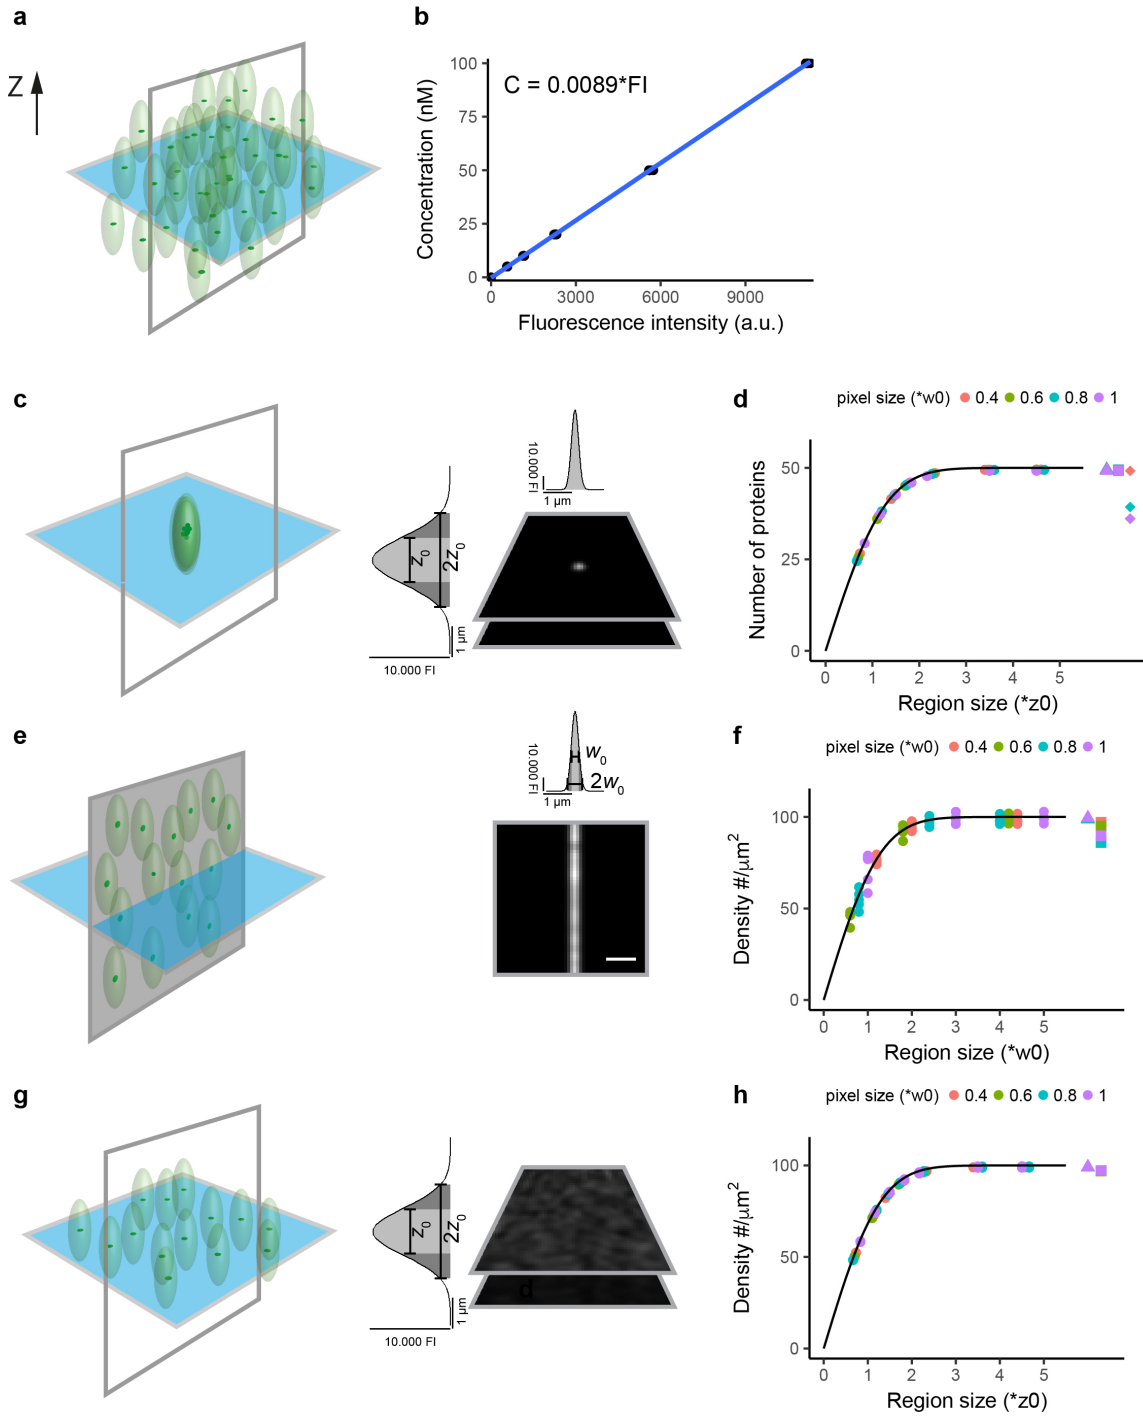 a
Z
b
C = 0.0089*FI
Concentration (nM)
100
75
50
25
0
0 3000 6000 9000
Fluorescence intensity (a.u.)
c
z0
2z0
1 µm
10.000 FI
10.000 FI
1 µm
d
pixel size (*w0) 0.4 0.6 0.8 1
Number of proteins
50
25
0
0 1 2 3 4 5
Region size (*z0)
e
10.000 FI
w0
2w0
1 µm
f
pixel size (*w0) 0.4 0.6 0.8 1
Density #/µm2
100
50
0
0 1 2 3 4 5
Region size (*w0)
g
z0
2z0
1 µm
10.000 FI
d
h
pixel size (*w0) 0.4 0.6 0.8 1
Density #/µm2
100
50
0
0 1 2 3 4 5
Region size (*z0)